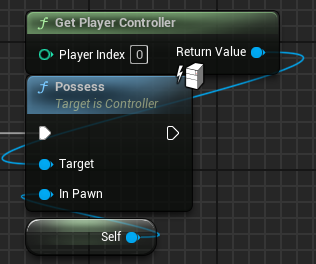 f Get Player Controller
Player Index 0 Return Value
f Possess
Target is Controller
Target
In Pawn
Self